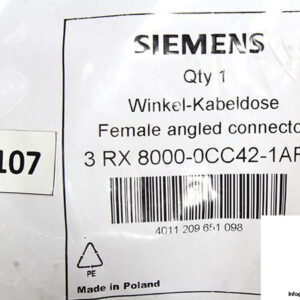 SIEMENS
Qty 1
Winkel-Kabeldose
Female angled connecto
107
3 RX 8000-0CC42-1AF
4011 209 651 098
PE
Made in Poland